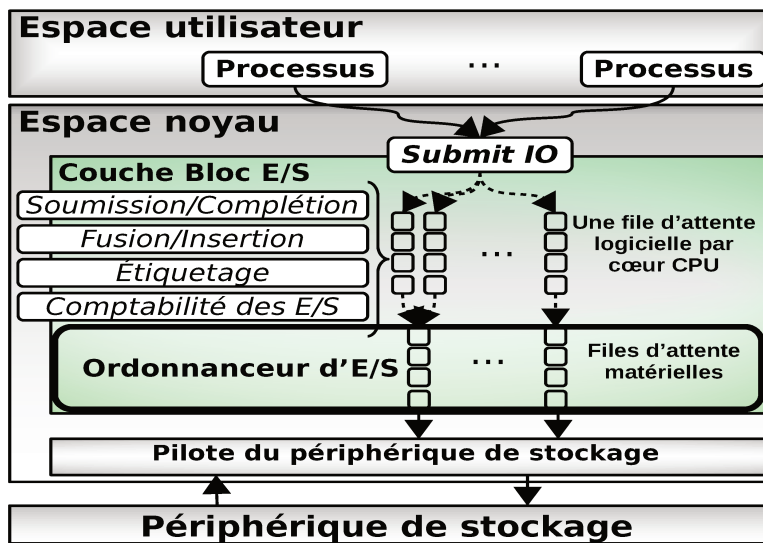 Espace utilisateur
Processus
...
Processus
Espace noyau
Submit IO
Couche Bloc E/S
Soumission/Complétion
Fusion/Insertion
Étiquetage
Comptabilité des E/S
...
Une file d'attente
logicielle par
cœur CPU
Ordonnanceur d'E/S
...
Files d'attente
matérielles
Pilote du périphérique de stockage
Périphérique de stockage